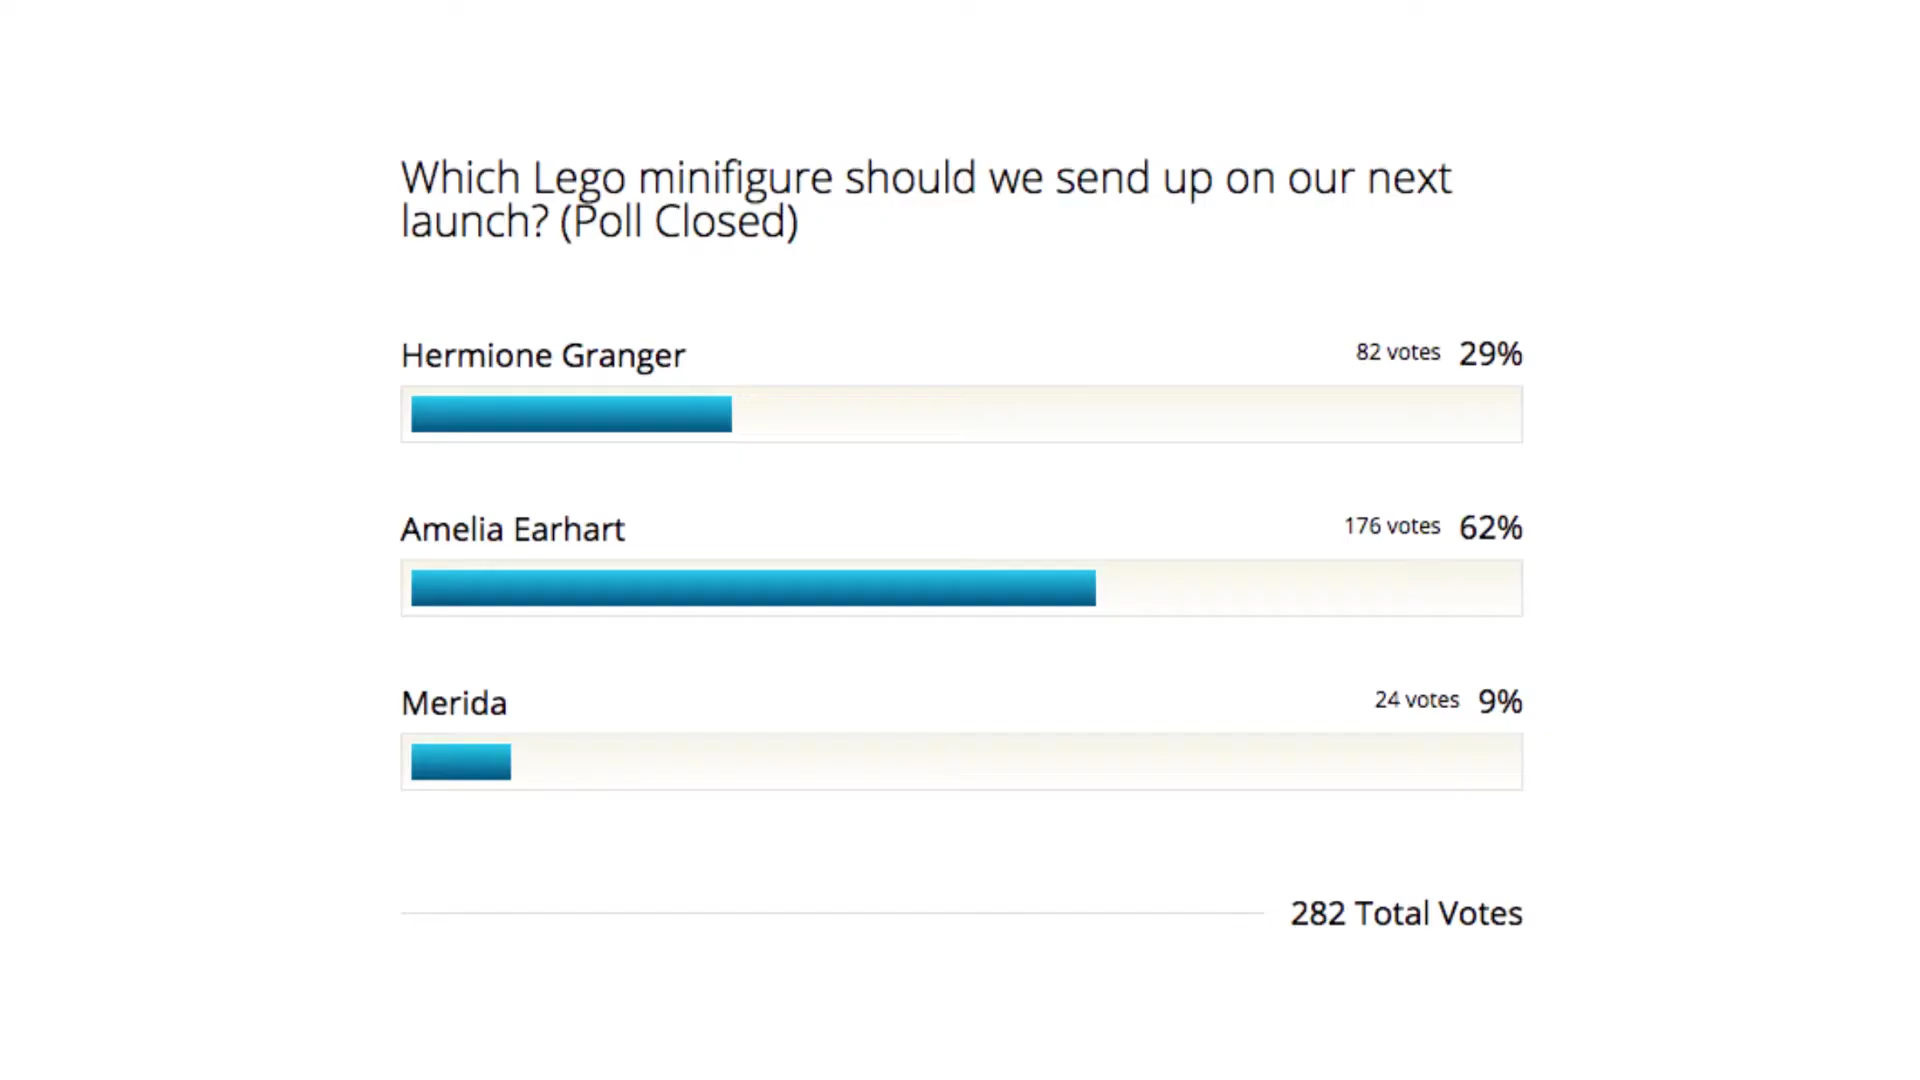 Which Lego minifigure should we send up on our next
launch? (Poll Closed)
Hermione Granger 82 votes 29%
Amelia Earhart 176 votes 62%
Merida 24 votes 9%
282 Total Votes